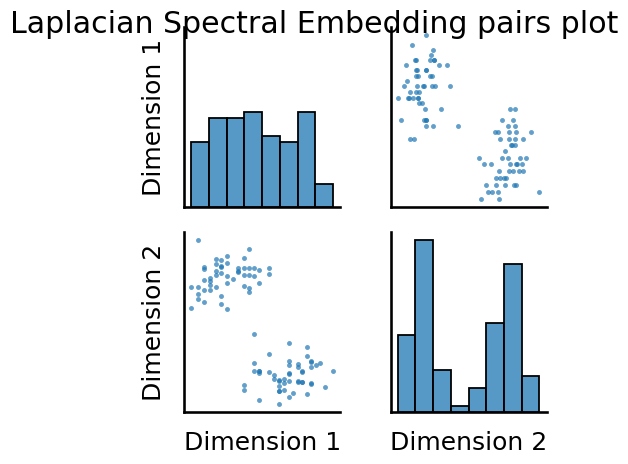 Laplacian Spectral Embedding pairs plot
Dimension 1
Dimension 2
Dimension 1
Dimension 2